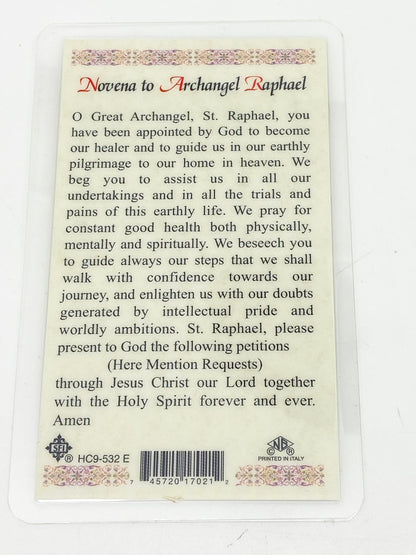 Novena to Archangel Raphael
O Great Archangel, St. Raphael, you
have been appointed by God to become
our healer and to guide us in our earthly
pilgrimage to our home in heaven. We
beg you to assist us in all our
undertakings and in all the trials and
pains of this earthly life. We pray for
constant good health both physically,
mentally and spiritually. We beseech you
to guide always our steps that we shall
walk with confidence towards our
journey, and enlighten us with our doubts
generated by intellectual pride and
worldly ambitions. St. Raphael, please
present to God the following petitions
(Here Mention Requests)
through Jesus Christ our Lord together
with the Holy Spirit forever and ever.
Amen
SFI ® HC9-532 E
7 45720 17021 2
© NB ®
PRINTED IN ITALY